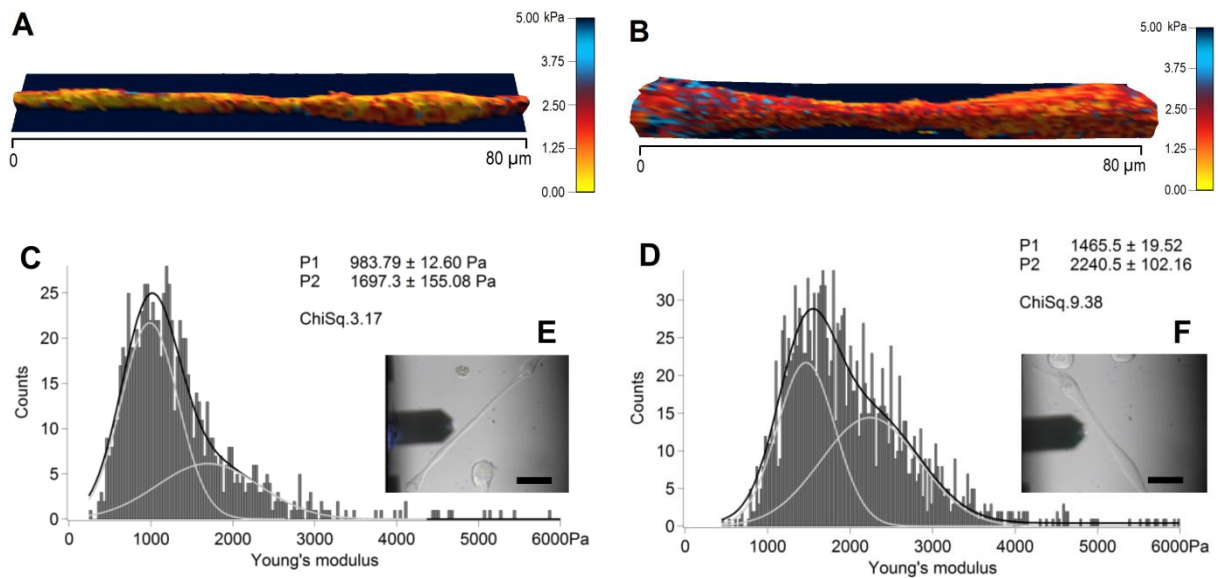 A
5.00 kPa
3.75
2.50
1.25
0.00
0
80 µm
B
5.00 kPa
3.75
2.50
1.25
0.00
0
80 µm
C
P1 983.79 ± 12.60 Pa
P2 1697.3 ± 155.08 Pa
ChiSq.3.17
E
Counts
25
20
15
10
5
0
0
1000
2000
3000
4000
5000
6000Pa
Young's modulus
D
P1 1465.5 ± 19.52
P2 2240.5 ± 102.16
ChiSq.9.38
F
Counts
30
25
20
15
10
5
0
0
1000
2000
3000
4000
5000
6000Pa
Young's modulus